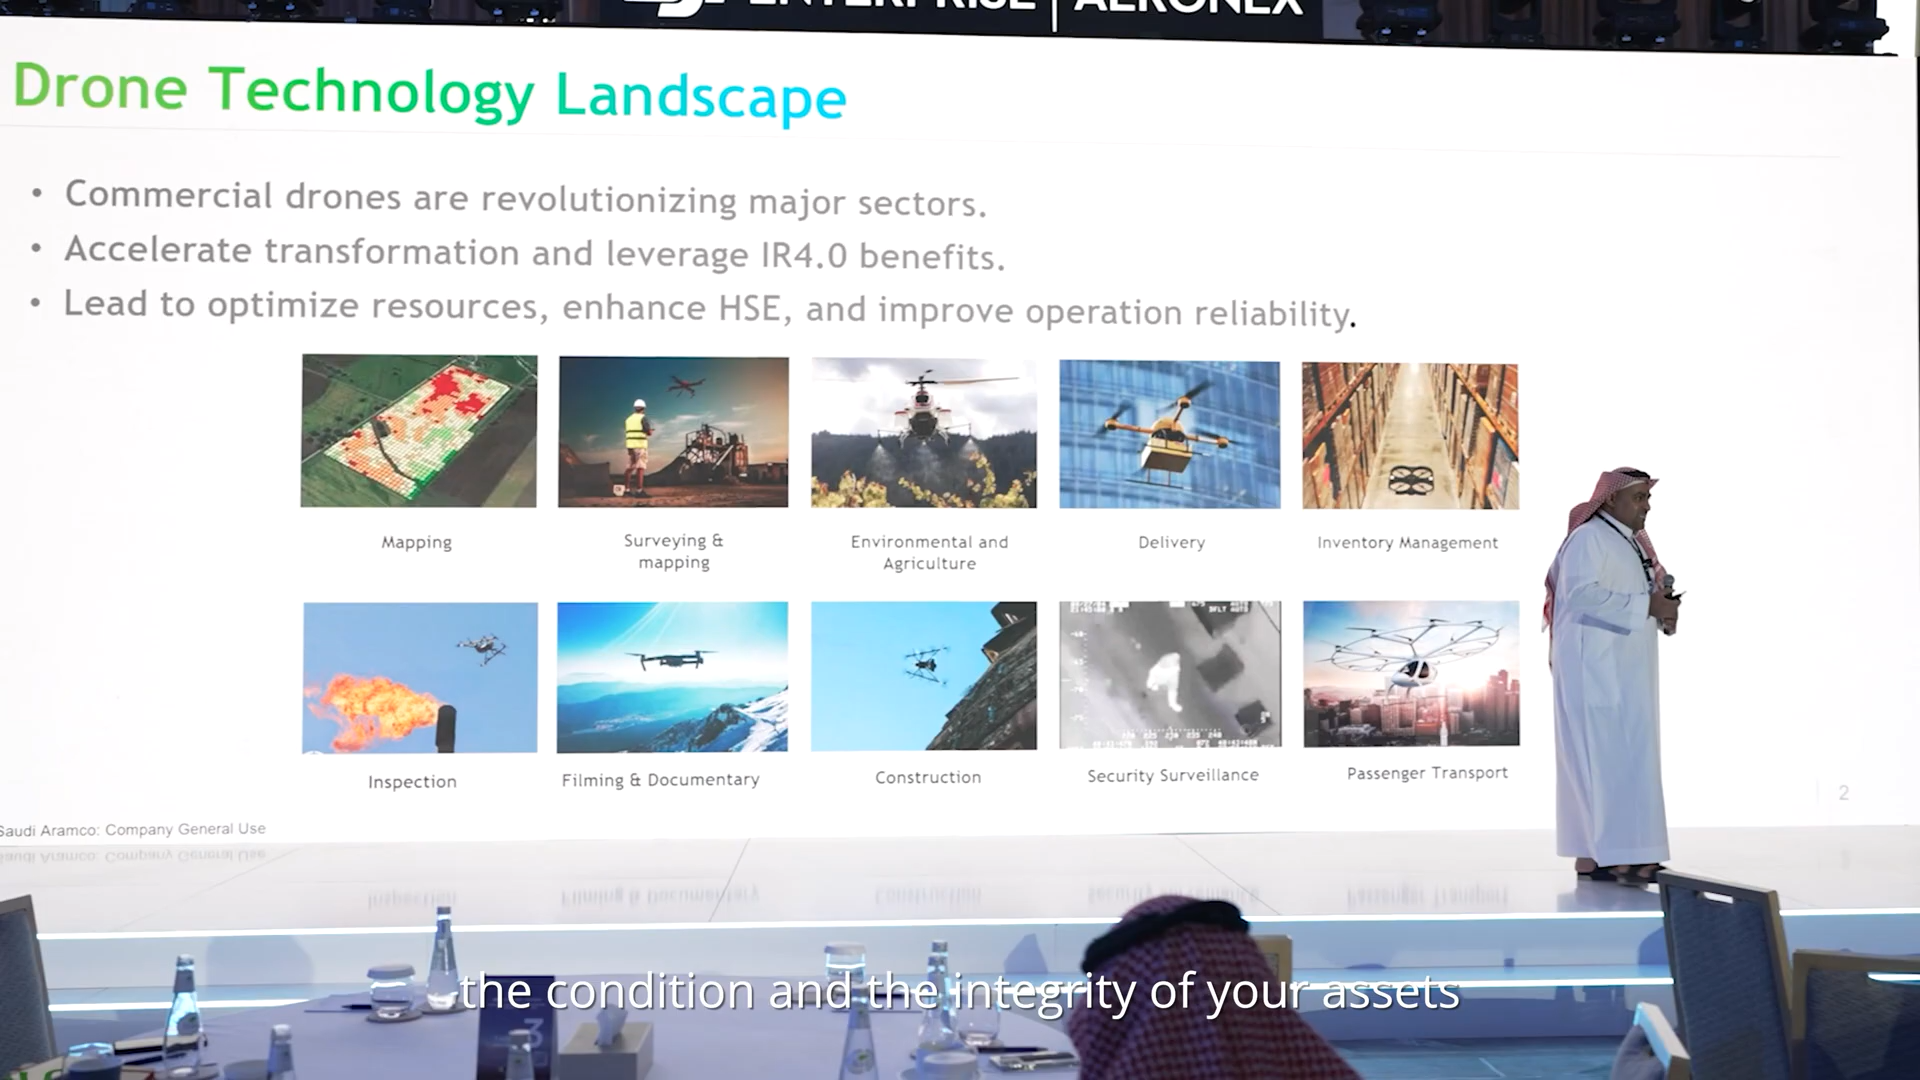 ENTERPRISE | AERONEX
Drone Technology Landscape
• Commercial drones are revolutionizing major sectors.
• Accelerate transformation and leverage IR4.0 benefits.
• Lead to optimize resources, enhance HSE, and improve operation reliability.
Mapping
Surveying &
mapping
Environmental and
Agriculture
Delivery
Inventory Management
Inspection
Filming & Documentary
Construction
Security Surveillance
Passenger Transport
2
Saudi Aramco: Company General Use
the condition and the integrity of your assets
3